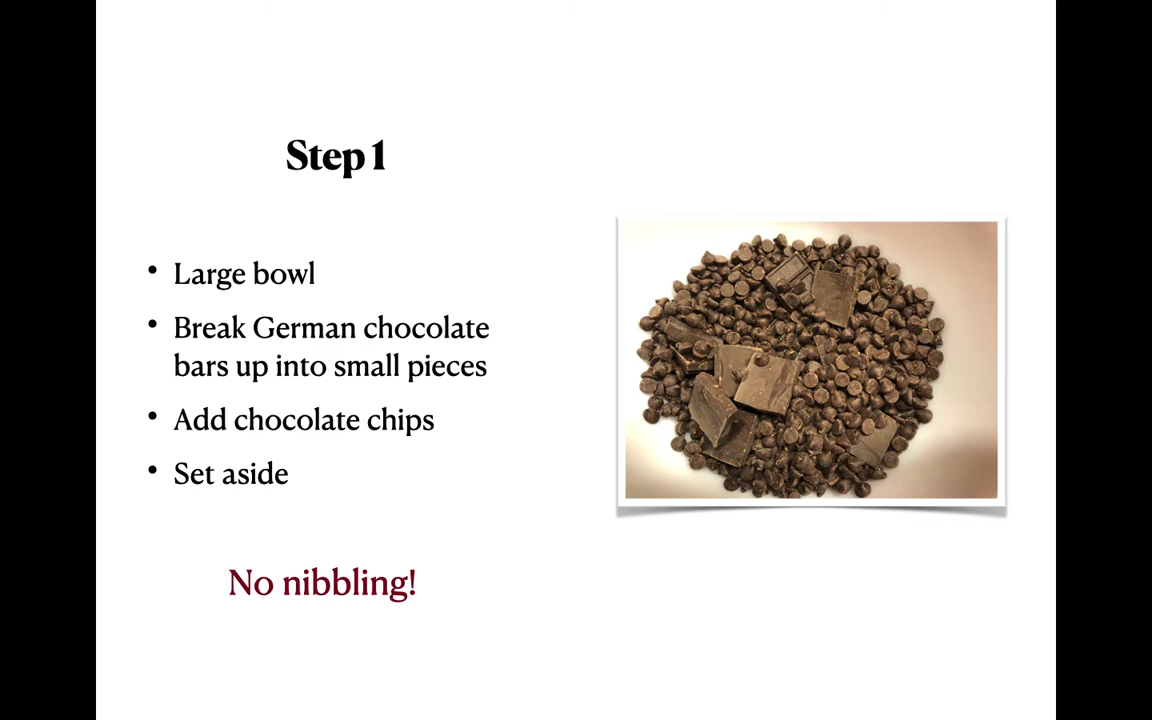 Step 1
• Large bowl
• Break German chocolate
bars up into small pieces
• Add chocolate chips
• Set aside
No nibbling!